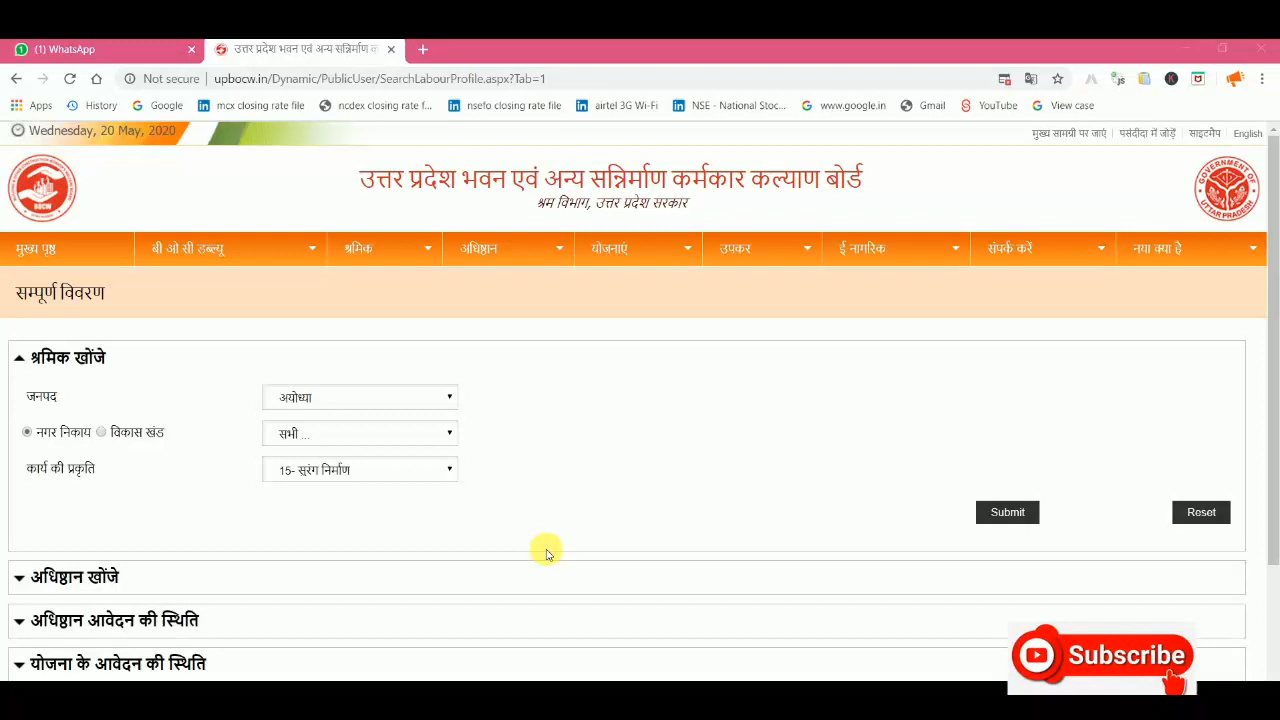 (1) WhatsApp
उत्तर प्रदेश भवन एवं अन्य सन्निर्माण क
Not secure
upbocw.in/Dynamic/PublicUser/SearchLabourProfile.aspx?Tab=1
Apps
History
Google
mcx closing rate file
ncdex closing rate f...
nsefo closing rate file
airtel 3G Wi-Fi
NSE - National Stoc...
www.google.in
Gmail
YouTube
View case
Wednesday, 20 May, 2020
मुख्य सामग्री पर जाएं
पसंदीदा में जोड़ें
साइटमैप
English
उत्तर प्रदेश भवन एवं अन्य सन्निर्माण कर्मकार कल्याण बोर्ड
श्रम विभाग, उत्तर प्रदेश सरकार
मुख्य पृष्ठ
बी ओ सी डब्ल्यू
श्रमिक
अधिष्ठान
योजनाएं
उपकर
ई नागरिक
संपर्क करें
नया क्या है
सम्पूर्ण विवरण
श्रमिक खोंजे
जनपद
अयोध्या
नगर निकाय
विकास खंड
सभी ...
कार्य की प्रकृति
15- सुरंग निर्माण
Submit
Reset
अधिष्ठान खोंजे
अधिष्ठान आवेदन की स्थिति
योजना के आवेदन की स्थिति
Subscribe